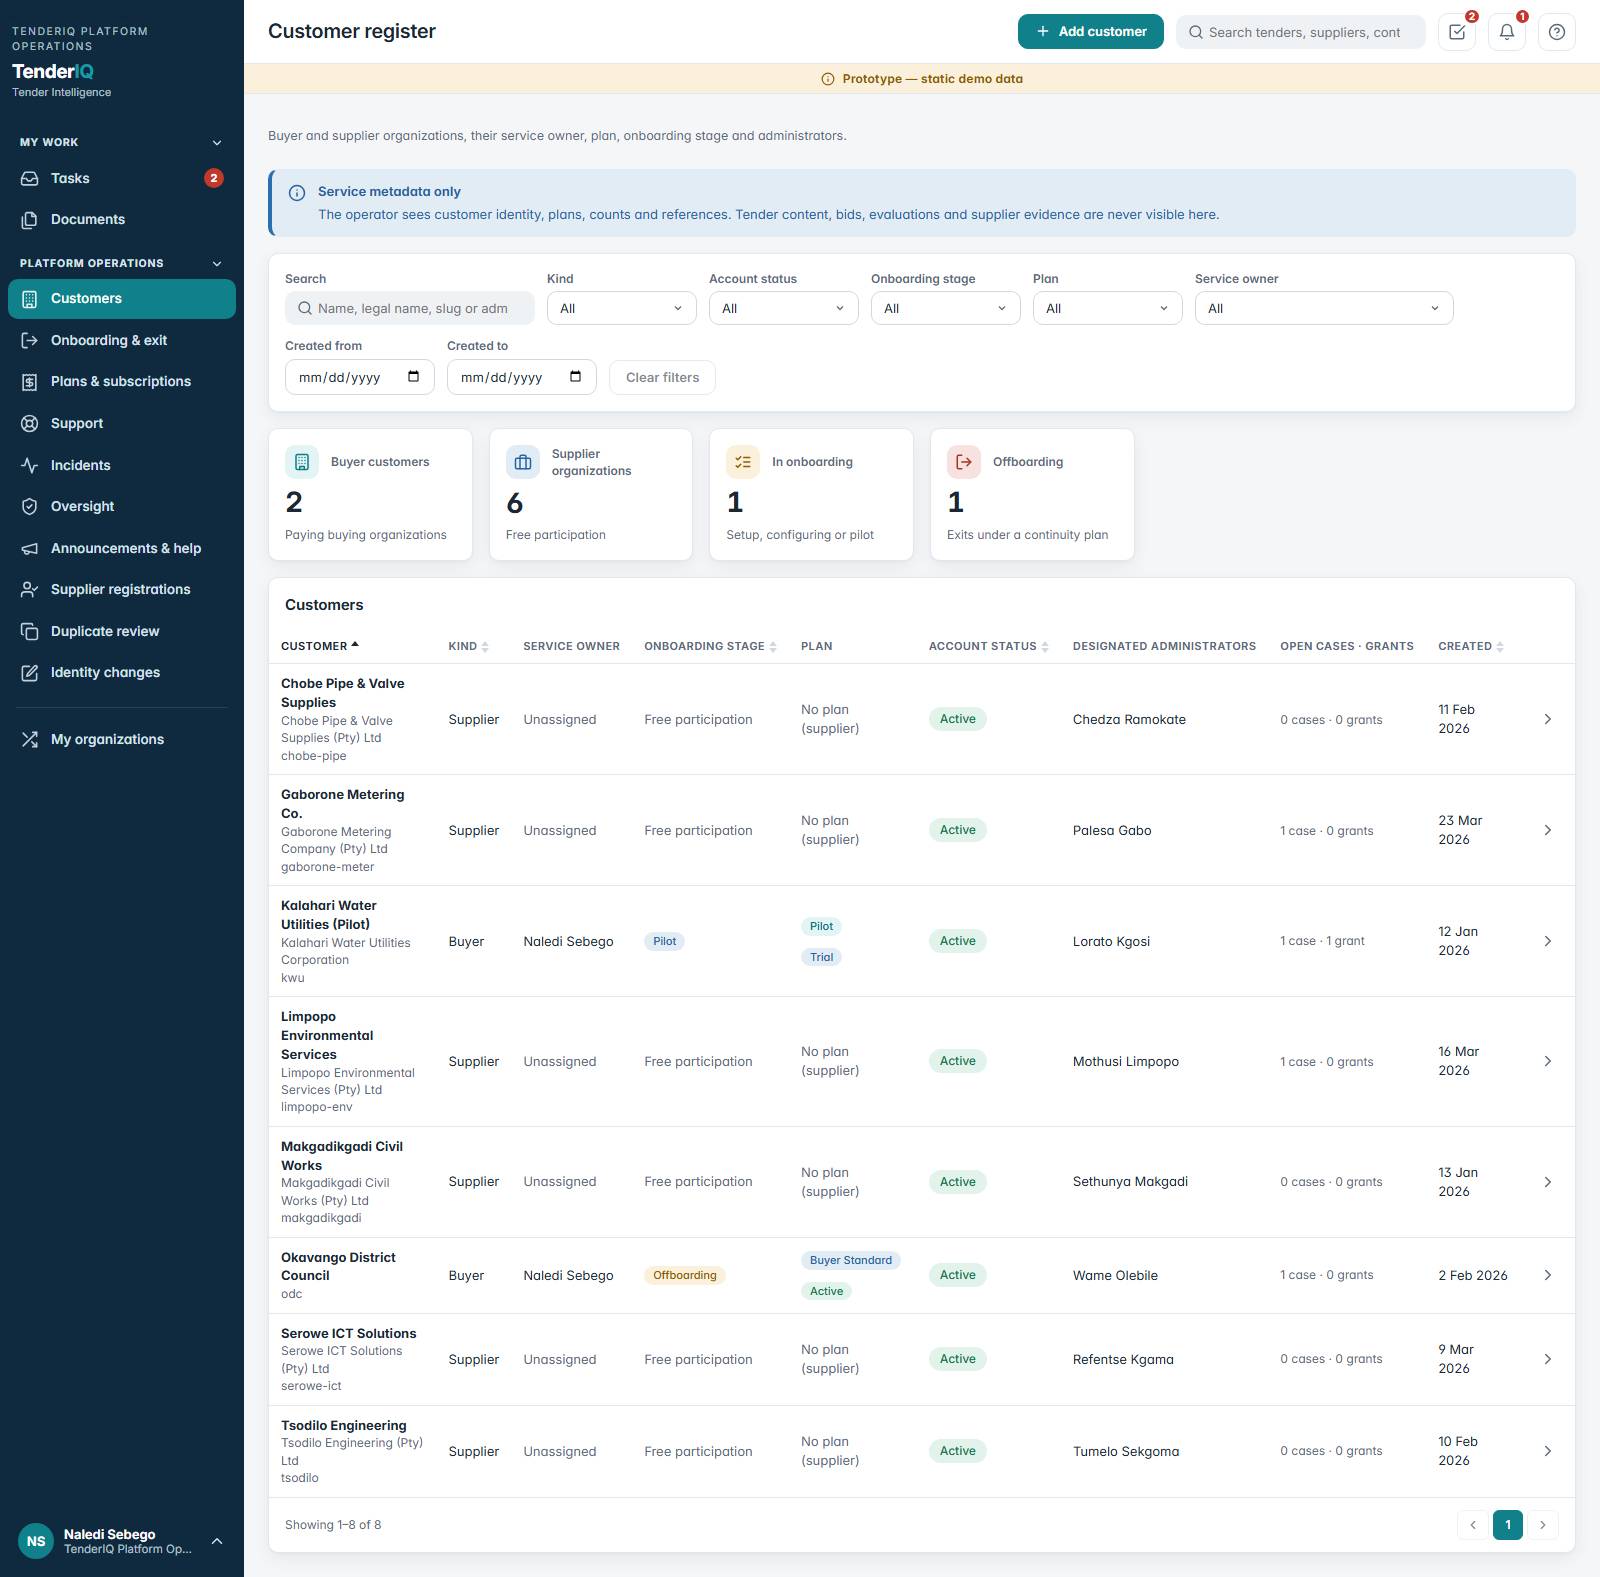 TENDERIQ PLATFORM
OPERATIONS
TenderIQ
Tender Intelligence
MY WORK
Tasks 2
Documents
PLATFORM OPERATIONS
Customers
Onboarding & exit
Plans & subscriptions
Support
Incidents
Oversight
Announcements & help
Supplier registrations
Duplicate review
Identity changes
My organizations
NS
Naledi Sebego
TenderIQ Platform Op...
Customer register
Add customer
Search tenders, suppliers, cont
2
1
Prototype — static demo data
Buyer and supplier organizations, their service owner, plan, onboarding stage and administrators.
Service metadata only
The operator sees customer identity, plans, counts and references. Tender content, bids, evaluations and supplier evidence are never visible here.
Search Kind Account status Onboarding stage Plan Service owner
Name, legal name, slug or adm All All All All All
Created from Created to
mm/dd/yyyy mm/dd/yyyy Clear filters
Buyer customers
2
Paying buying organizations
Supplier
organizations
6
Free participation
In onboarding
1
Setup, configuring or pilot
Offboarding
1
Exits under a continuity plan
Customers
CUSTOMER KIND SERVICE OWNER ONBOARDING STAGE PLAN ACCOUNT STATUS DESIGNATED ADMINISTRATORS OPEN CASES · GRANTS CREATED
Chobe Pipe & Valve
Supplies
Chobe Pipe & Valve
Supplies (Pty) Ltd
chobe-pipe
Supplier Unassigned Free participation
No plan
(supplier)
Active Chedza Ramokate 0 cases · 0 grants
11 Feb
2026
Gaborone Metering
Co.
Gaborone Metering
Company (Pty) Ltd
gaborone-meter
Supplier Unassigned Free participation
No plan
(supplier)
Active Palesa Gabo 1 case · 0 grants
23 Mar
2026
Kalahari Water
Utilities (Pilot)
Kalahari Water Utilities
Corporation
kwu
Buyer Naledi Sebego Pilot
Pilot
Trial
Active Lorato Kgosi 1 case · 1 grant
12 Jan
2026
Limpopo
Environmental
Services
Limpopo Environmental
Services (Pty) Ltd
limpopo-env
Supplier Unassigned Free participation
No plan
(supplier)
Active Mothusi Limpopo 1 case · 0 grants
16 Mar
2026
Makgadikgadi Civil
Works
Makgadikgadi Civil
Works (Pty) Ltd
makgadikgadi
Supplier Unassigned Free participation
No plan
(supplier)
Active Sethunya Makgadi 0 cases · 0 grants
13 Jan
2026
Okavango District
Council
odc
Buyer Naledi Sebego Offboarding
Buyer Standard
Active
Active Wame Olebile 1 case · 0 grants 2 Feb 2026
Serowe ICT Solutions
Serowe ICT Solutions
(Pty) Ltd
serowe-ict
Supplier Unassigned Free participation
No plan
(supplier)
Active Refentse Kgama 0 cases · 0 grants
9 Mar
2026
Tsodilo Engineering
Tsodilo Engineering (Pty)
Ltd
tsodilo
Supplier Unassigned Free participation
No plan
(supplier)
Active Tumelo Sekgoma 0 cases · 0 grants
10 Feb
2026
Showing 1–8 of 8
1